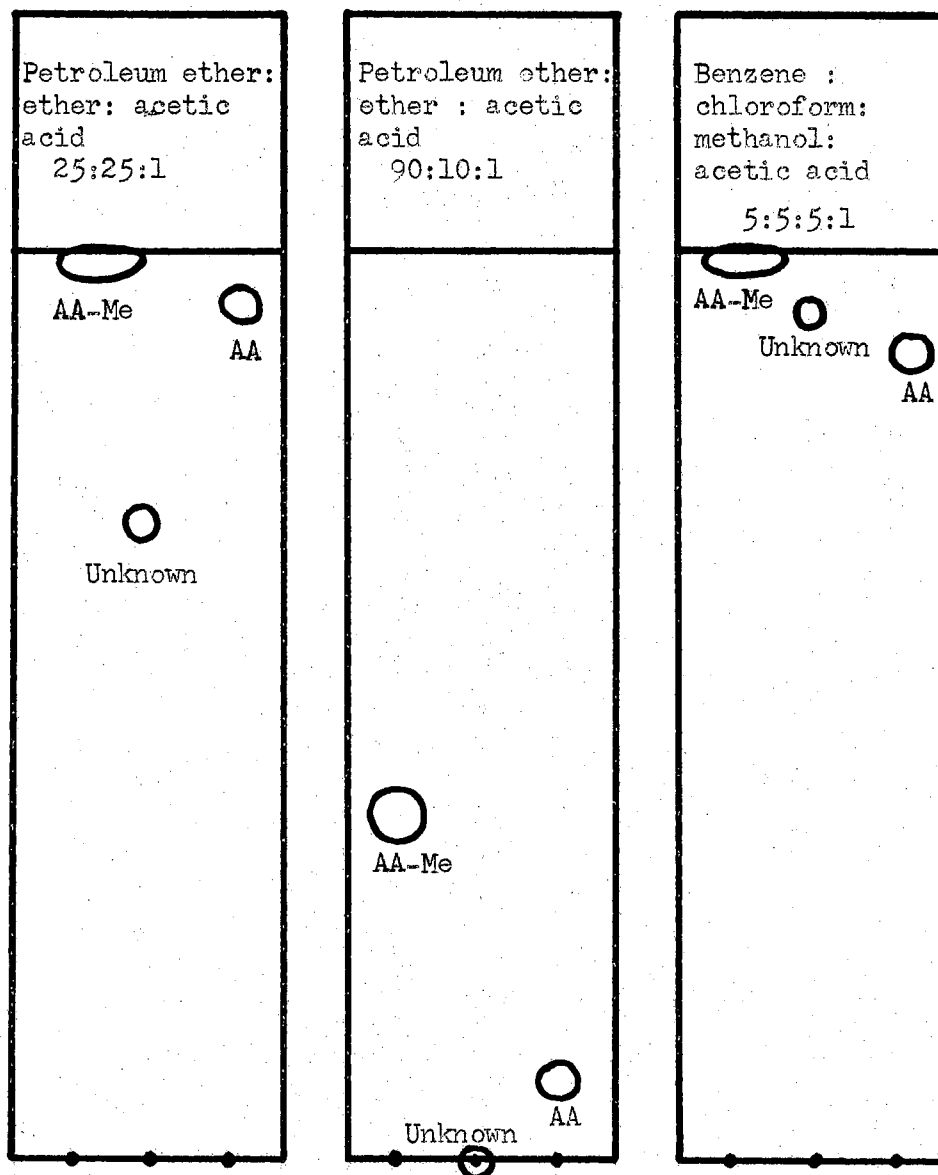 Petroleum ether:
ether: acetic
acid
25:25:1
AA-Me
AA
Unknown
Petroleum ether:
ether : acetic
acid
90:10:1
AA-Me
AA
Unknown
Benzene :
chloroform:
methanol:
acetic acid
5:5:5:1
AA-Me
Unknown
AA